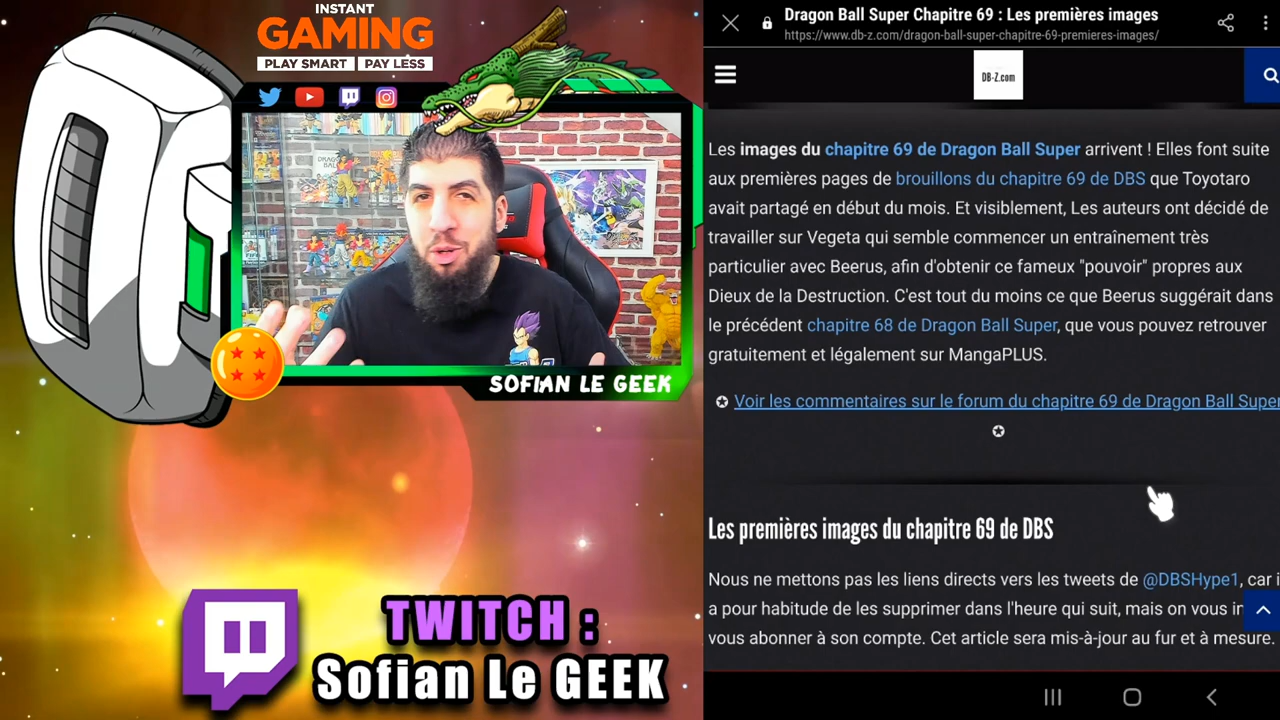 INSTANT
GAMING
PLAY SMART | PAY LESS
SOFIAN LE GEEK
TWITCH :
Sofian Le GEEK
Dragon Ball Super Chapitre 69 : Les premières images
https://www.db-z.com/dragon-ball-super-chapitre-69-premieres-images/
DB-Z.com
Les images du chapitre 69 de Dragon Ball Super arrivent ! Elles font suite
aux premières pages de brouillons du chapitre 69 de DBS que Toyotaro
avait partagé en début du mois. Et visiblement, Les auteurs ont décidé de
travailler sur Vegeta qui semble commencer un entraînement très
particulier avec Beerus, afin d'obtenir ce fameux "pouvoir" propres aux
Dieux de la Destruction. C'est tout du moins ce que Beerus suggérait dans
le précédent chapitre 68 de Dragon Ball Super, que vous pouvez retrouver
gratuitement et légalement sur MangaPLUS.
Voir les commentaires sur le forum du chapitre 69 de Dragon Ball Super
Les premières images du chapitre 69 de DBS
Nous ne mettons pas les liens directs vers les tweets de @DBSHype1, car i
a pour habitude de les supprimer dans l'heure qui suit, mais on vous in
vous abonner à son compte. Cet article sera mis-à-jour au fur et à mesure.